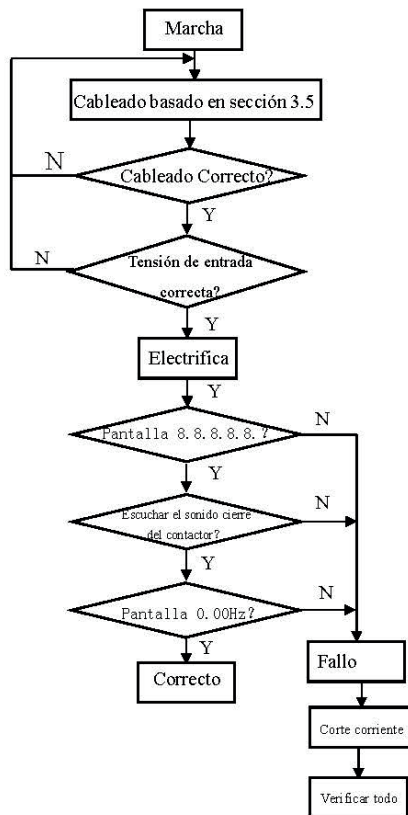 Marcha
Cableado basado en sección 3.5
N
Cableado Correcto?
Y
N
Tensión de entrada
correcta?
Y
Electrifica
N
Pantalla 8.8.8.8.8.?
Y
N
Escuchar el sonido cierre
del contactor?
Y
N
Pantalla 0.00Hz?
Y
Correcto
Fallo
Corte corriente
Verificar todo